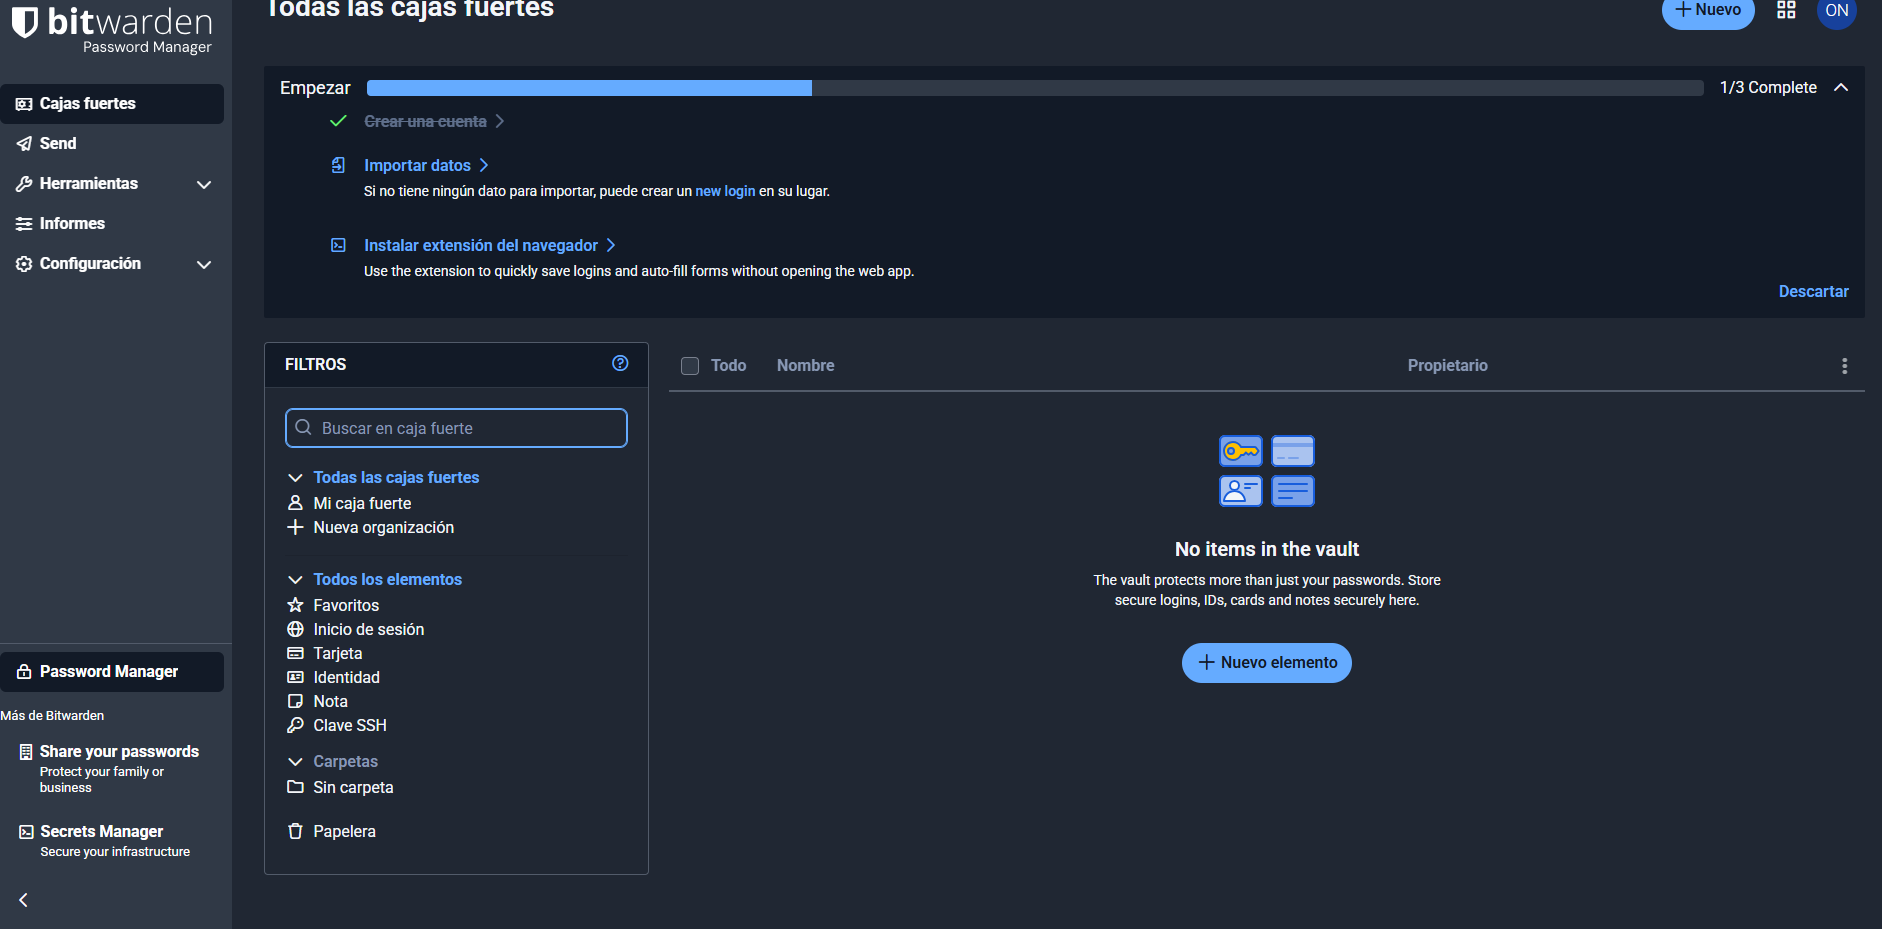 bitwarden
Password Manager
Cajas fuertes
Send
Herramientas
Informes
Configuración
Password Manager
Más de Bitwarden
Share your passwords
Protect your family or
business
Secrets Manager
Secure your infrastructure
Todas las cajas fuertes
Nuevo
ON
Empezar
1/3 Complete
Crear una cuenta
Importar datos
Si no tiene ningún dato para importar, puede crear un new login en su lugar.
Instalar extensión del navegador
Use the extension to quickly save logins and auto-fill forms without opening the web app.
Descartar
FILTROS
Buscar en caja fuerte
Todas las cajas fuertes
Mi caja fuerte
Nueva organización
Todos los elementos
Favoritos
Inicio de sesión
Tarjeta
Identidad
Nota
Clave SSH
Carpetas
Sin carpeta
Papelera
Todo Nombre Propietario
No items in the vault
The vault protects more than just your passwords. Store
secure logins, IDs, cards and notes securely here.
Nuevo elemento